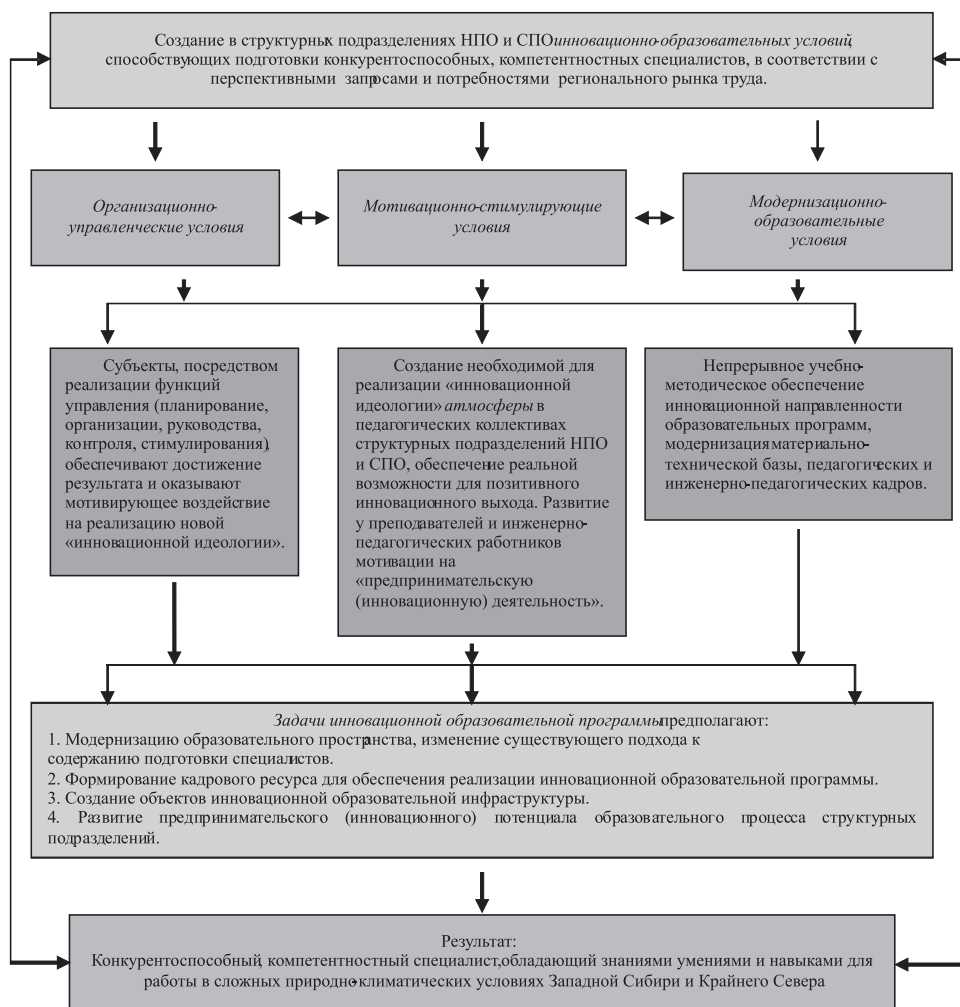 Создание в структурных подразделениях НПО и СПО инновационно-образовательных условий,
способствующих подготовки конкурентоспособных, компетентностных специалистов, в соответствии с
перспективными запросами и потребностями регионального рынка труда.
Организационно-
управленческие условия
Мотивационно-стимулирующие
условия
Модернизационно-
образовательные
условия
Субъекты, посредством
реализации функций
управления (планирование,
организации, руководства,
контроля, стимулирования),
обеспечивают достижение
результата и оказывают
мотивирующее воздействие
на реализацию новой
«инновационной идеологии».
Создание необходимой для
реализации «инновационной
идеологии» атмосферы в
педагогических коллективах
структурных подразделений НПО
и СПО, обеспечение реальной
возможности для позитивного
инновационного выхода. Развитие
у преподавателей и инженерно-
педагогических работников
мотивации на
«предпринимательскую
(инновационную) деятельность».
Непрерывное учебно-
методическое обеспечение
инновационной направленности
образовательных программ,
модернизация материально-
технической базы, педагогических и
инженерно-педагогических кадров.
Задачи инновационной образовательной программы предполагают:
1. Модернизацию образовательного пространства, изменение существующего подхода к
содержанию подготовки специалистов.
2. Формирование кадрового ресурса для обеспечения реализации инновационной образовательной программы.
3. Создание объектов инновационной образовательной инфраструктуры.
4. Развитие предпринимательского (инновационного) потенциала образовательного процесса структурных
подразделений.
Результат:
Конкурентоспособный, компетентностный специалист, обладающий знаниями умениями и навыками для
работы в сложных природно-климатических условиях Западной Сибири и Крайнего Севера